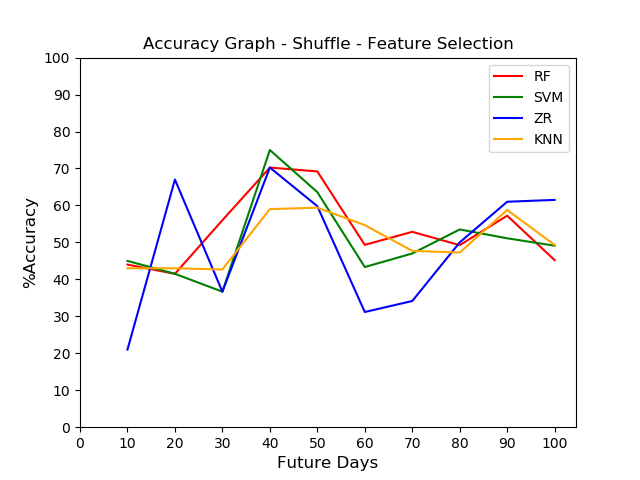 Accuracy Graph - Shuffle - Feature Selection
100
90
80
70
60
50
40
30
20
10
0
%Accuracy
RF
SVM
ZR
KNN
0 10 20 30 40 50 60 70 80 90 100
Future Days